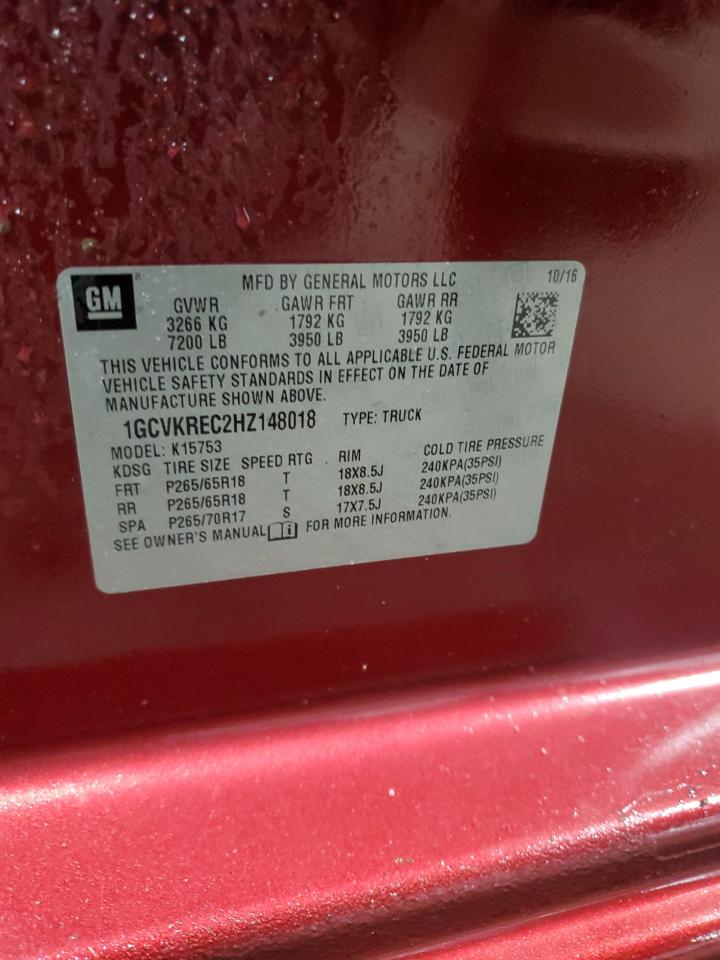 GM
MFD BY GENERAL MOTORS LLC 10/16
GVWR GAWR FRT GAWR RR
3266 KG 1792 KG 1792 KG
7200 LB 3950 LB 3950 LB
THIS VEHICLE CONFORMS TO ALL APPLICABLE U.S. FEDERAL MOTOR
VEHICLE SAFETY STANDARDS IN EFFECT ON THE DATE OF
MANUFACTURE SHOWN ABOVE.
1GCVKREC2HZ148018 TYPE: TRUCK
MODEL: K15753
KDSG TIRE SIZE SPEED RTG RIM COLD TIRE PRESSURE
FRT P265/65R18 T 18X8.5J 240KPA(35PSI)
RR P265/65R18 T 18X8.5J 240KPA(35PSI)
SPA P265/70R17 S 17X7.5J 240KPA(35PSI)
SEE OWNER'S MANUAL i FOR MORE INFORMATION.